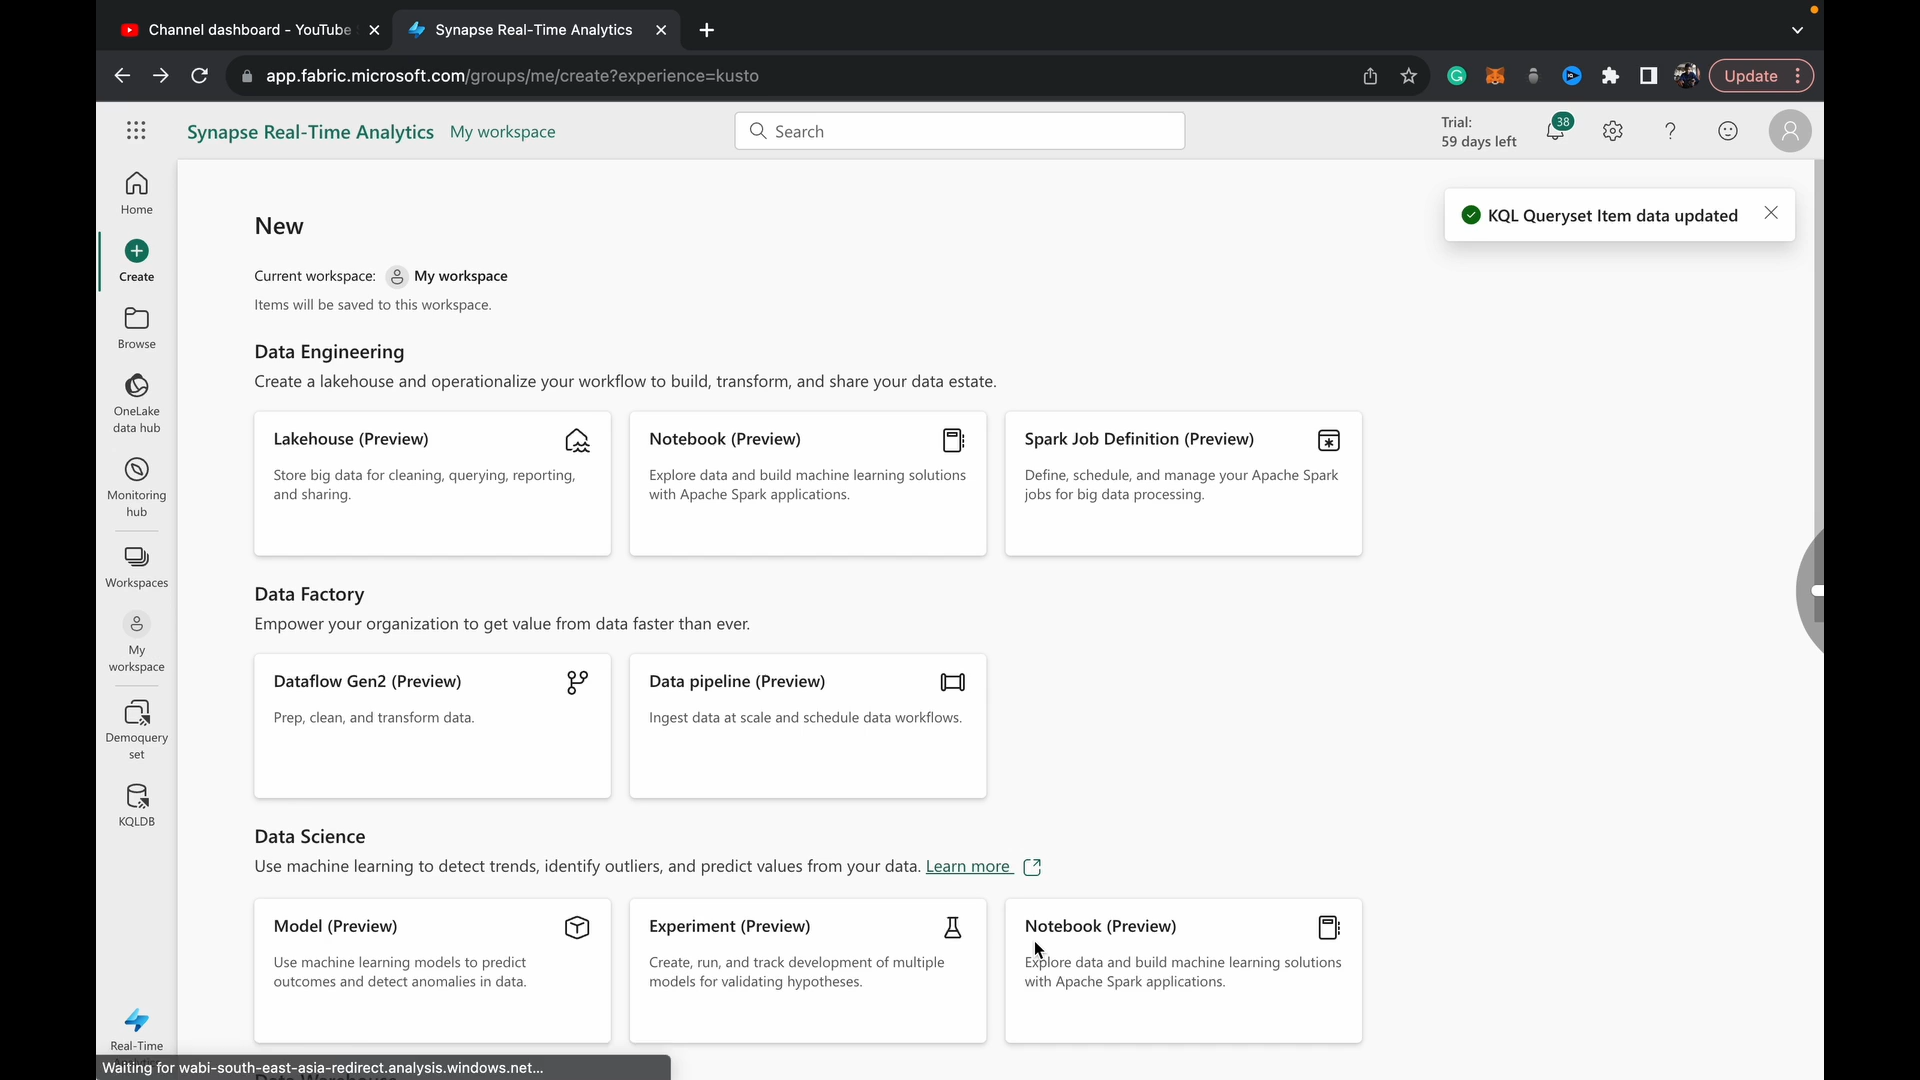 Channel dashboard - YouTube
Synapse Real-Time Analytics
app.fabric.microsoft.com/groups/me/create?experience=kusto
Update
Synapse Real-Time Analytics My workspace
Search
Trial:
59 days left
38
Home
Create
Browse
OneLake
data hub
Monitoring
hub
Workspaces
My
workspace
Demoquery
set
KQLDB
Real-Time
KQL Queryset Item data updated
New
Current workspace: My workspace
Items will be saved to this workspace.
Data Engineering
Create a lakehouse and operationalize your workflow to build, transform, and share your data estate.
Lakehouse (Preview)
Store big data for cleaning, querying, reporting,
and sharing.
Notebook (Preview)
Explore data and build machine learning solutions
with Apache Spark applications.
Spark Job Definition (Preview)
Define, schedule, and manage your Apache Spark
jobs for big data processing.
Data Factory
Empower your organization to get value from data faster than ever.
Dataflow Gen2 (Preview)
Prep, clean, and transform data.
Data pipeline (Preview)
Ingest data at scale and schedule data workflows.
Data Science
Use machine learning to detect trends, identify outliers, and predict values from your data. Learn more
Model (Preview)
Use machine learning models to predict
outcomes and detect anomalies in data.
Experiment (Preview)
Create, run, and track development of multiple
models for validating hypotheses.
Notebook (Preview)
Explore data and build machine learning solutions
with Apache Spark applications.
Waiting for wabi-south-east-asia-redirect.analysis.windows.net...